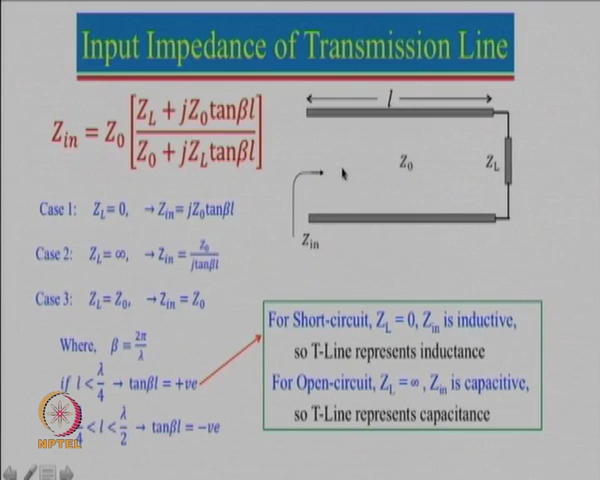 Input Impedance of Transmission Line
Z_in = Z_0 [ (Z_L + jZ_0 tanβl) / (Z_0 + jZ_L tanβl) ]
l
Z_0
Z_L
Z_in
Case 1: Z_L = 0, → Z_in = jZ_0 tanβl
Case 2: Z_L = ∞, → Z_in = Z_0 / jtanβl
Case 3: Z_L = Z_0, → Z_in = Z_0
Where, β = 2π/λ
if l < λ/4 → tanβl = +ve
4 < l < λ/2 → tanβl = −ve
For Short-circuit, Z_L = 0, Z_in is inductive,
so T-Line represents inductance
For Open-circuit, Z_L = ∞, Z_in is capacitive,
so T-Line represents capacitance
NPTEL